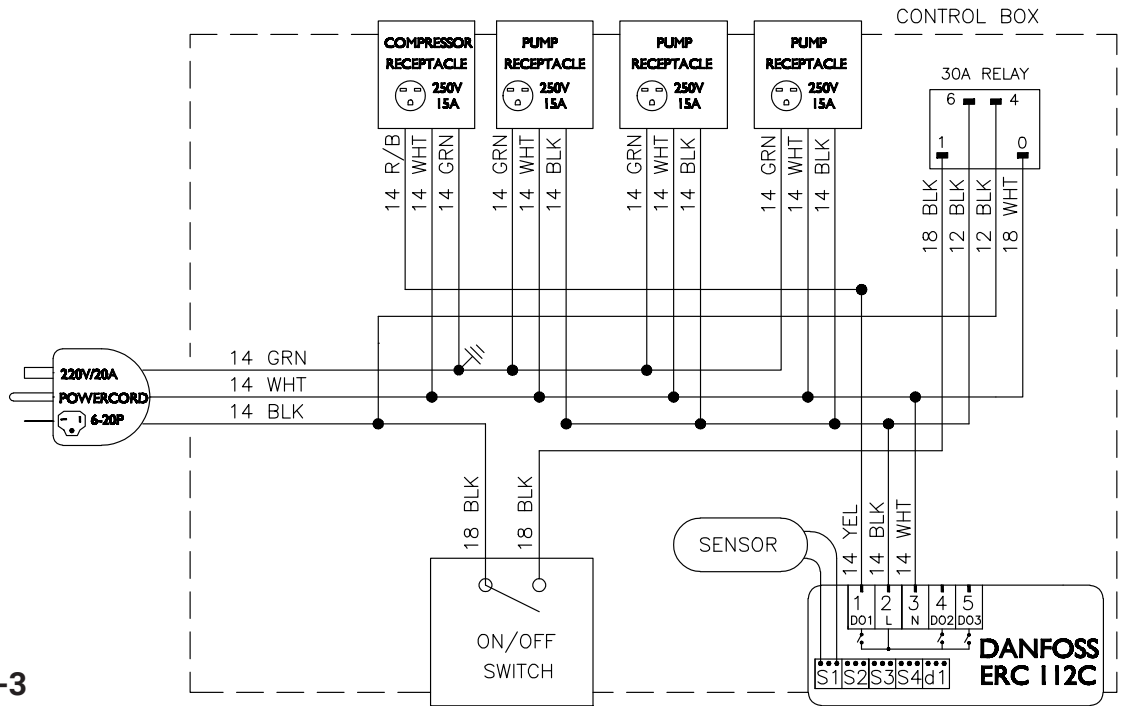 CONTROL BOX
COMPRESSOR
RECEPTACLE
250V
15A
PUMP
RECEPTACLE
250V
15A
PUMP
RECEPTACLE
250V
15A
PUMP
RECEPTACLE
250V
15A
30A RELAY
6
4
1
0
14 R/B
14 WHT
14 GRN
14 GRN
14 WHT
14 BLK
14 GRN
14 WHT
14 BLK
14 GRN
14 WHT
14 BLK
18 BLK
12 BLK
12 BLK
18 WHT
220V/20A
POWERCORD
6-20P
14 GRN
14 WHT
14 BLK
18 BLK
18 BLK
ON/OFF
SWITCH
SENSOR
14 YEL
14 BLK
14 WHT
1 2 3 4 5
DO1 L N DO2 DO3
S1 S2 S3 S4 d1
DANFOSS
ERC 112C
-3